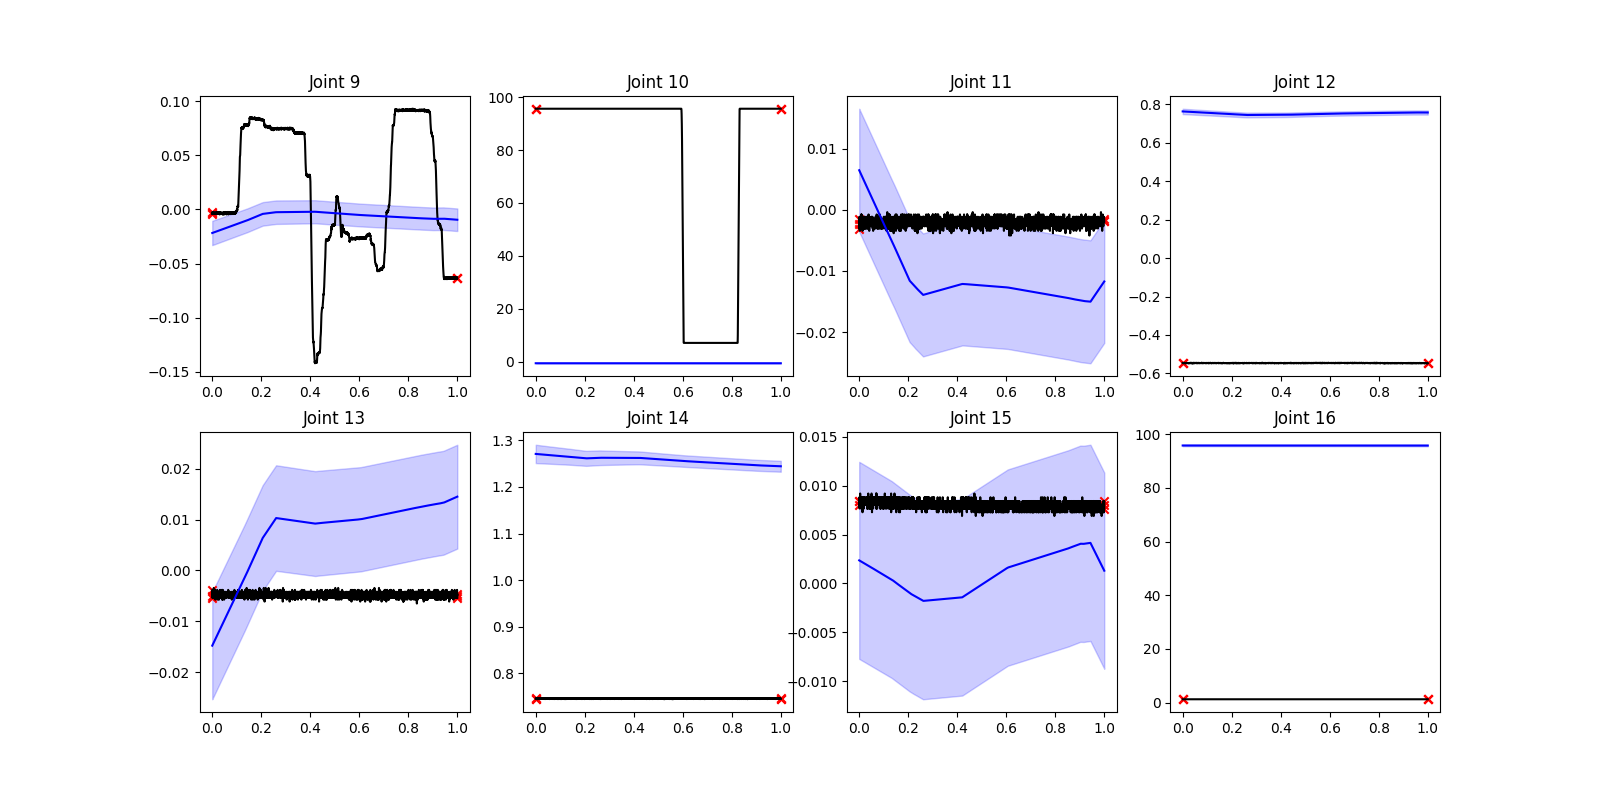 Joint 9
0.10
0.05
0.00
−0.05
−0.10
−0.15
0.0 0.2 0.4 0.6 0.8 1.0
Joint 10
100
80
60
40
20
0
0.0 0.2 0.4 0.6 0.8 1.0
Joint 11
0.01
0.00
−0.01
−0.02
0.0 0.2 0.4 0.6 0.8 1.0
Joint 12
0.8
0.6
0.4
0.2
0.0
−0.2
−0.4
−0.6
0.0 0.2 0.4 0.6 0.8 1.0
Joint 13
0.02
0.01
0.00
−0.01
−0.02
0.0 0.2 0.4 0.6 0.8 1.0
Joint 14
1.3
1.2
1.1
1.0
0.9
0.8
0.0 0.2 0.4 0.6 0.8 1.0
Joint 15
0.015
0.010
0.005
0.000
−0.005
−0.010
0.0 0.2 0.4 0.6 0.8 1.0
Joint 16
100
80
60
40
20
0
0.0 0.2 0.4 0.6 0.8 1.0